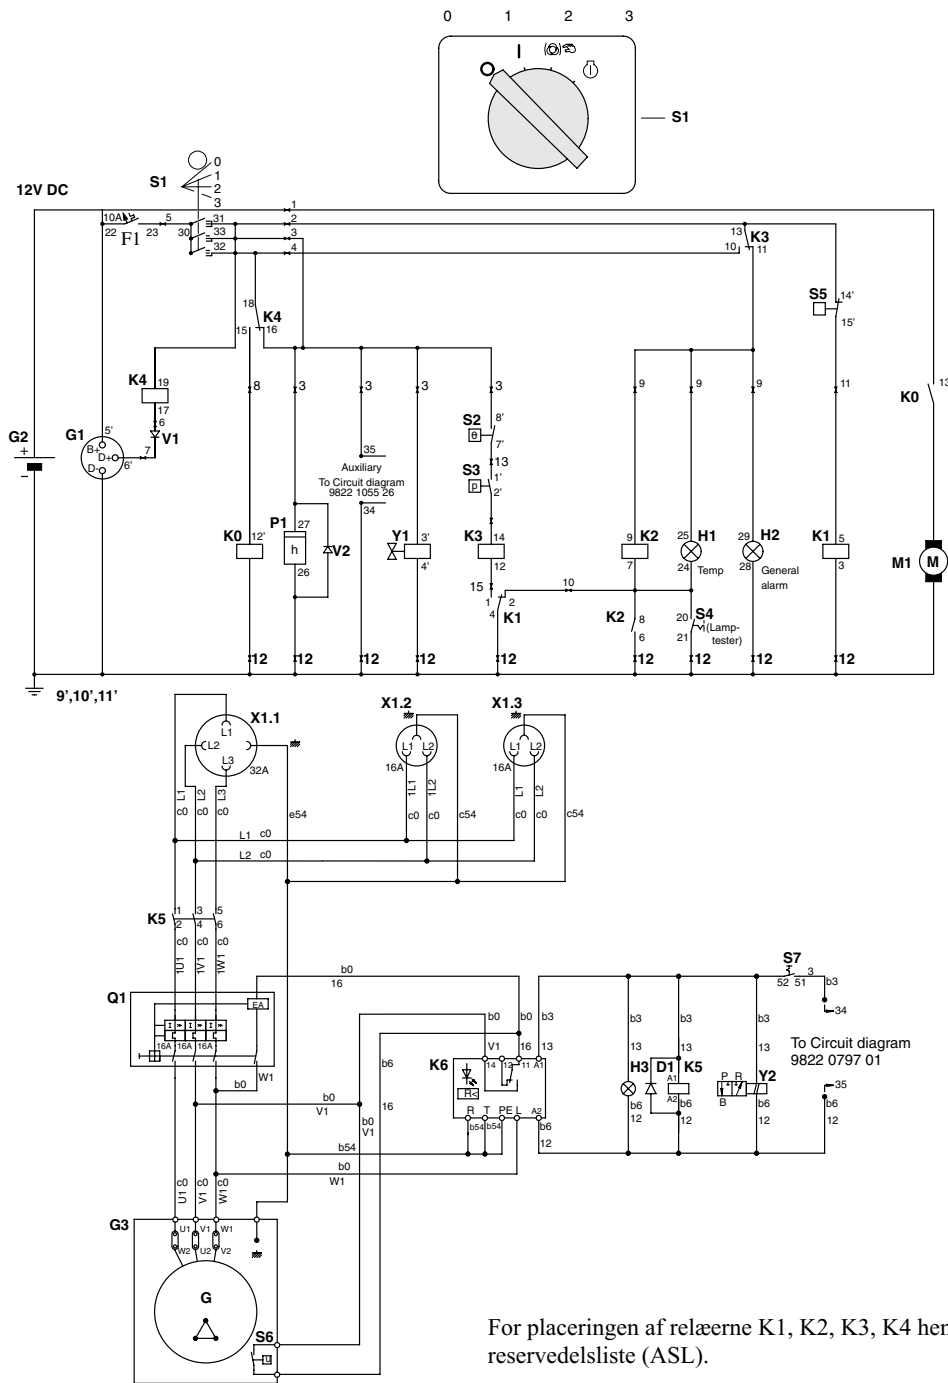 0 1 2 3
I
S1
S1
0
1
2
3
12V DC
10A
22
F1
23
5
30
31
33
32
1
2
3
4
13
K3
10
11
18
K4
15
16
S5
14'
15'
K4
19
17
6
V1
7
8
3
3
3
3
9
9
9
11
K0
13
G2
+
–
G1
5'
B+
D+
D-
6'
S2
θ
8'
7'
13
S3
p
1'
2'
35
Auxiliary
To Circuit diagram
9822 1055 26
34
K0
12'
P1
27
h
26
V2
Y1
3'
4'
K3
14
12
K2
9
7
25
H1
24
Temp
29
H2
28
General
alarm
K1
5
3
M1
M
15
1
2
4
K1
10
K2
8
6
20
S4
21
(Lamp-
tester)
12
12
12
12
12
12
12
12
12
9',10',11'
X1.1
L1
L2
L3
32A
X1.2
L1 L2
16A
X1.3
L1 L2
16A
L1
L2
L3
c0
c0
c0
e54
1L1
1L2
c0
c0
c54
L1
L2
c0
c0
c54
L1 c0
L2 c0
K5
1
3
5
2
4
6
c0
c0
c0
1U1
1V1
1W1
Q1
EA
I
I
I
16A
16A
16A
W1
b0
16
b0
V1
b0
V1
b6
16
b54
b0
W1
b0
b0
b3
V1
16
13
K6
14
12
11
A1
R<
R T PE L A2
b54
b54
b6
12
S7
52
51
3
b3
34
b3
b3
b3
13
13
13
H3
D1
K5
A1
A2
P R
B
Y2
b6
b6
b6
b6
12
12
12
12
35
To Circuit diagram
9822 0797 01
c0
c0
c0
U1
V1
W1
G3
U1
V1
W1
W2
U2
V2
G
S6
For placeringen af relæerne K1, K2, K3, K4 hen
reservedelsliste (ASL).